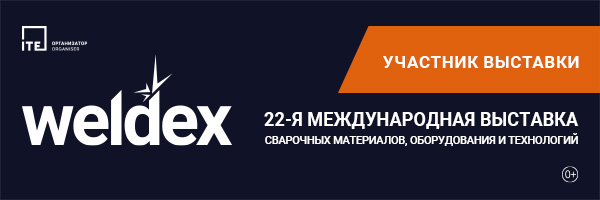 ITE
ОРГАНИЗАТОР
ORGANISER
УЧАСТНИК ВЫСТАВКИ
weldex
22-Я МЕЖДУНАРОДНАЯ ВЫСТАВКА
СВАРОЧНЫХ МАТЕРИАЛОВ, ОБОРУДОВАНИЯ И ТЕХНОЛОГИЙ
0+